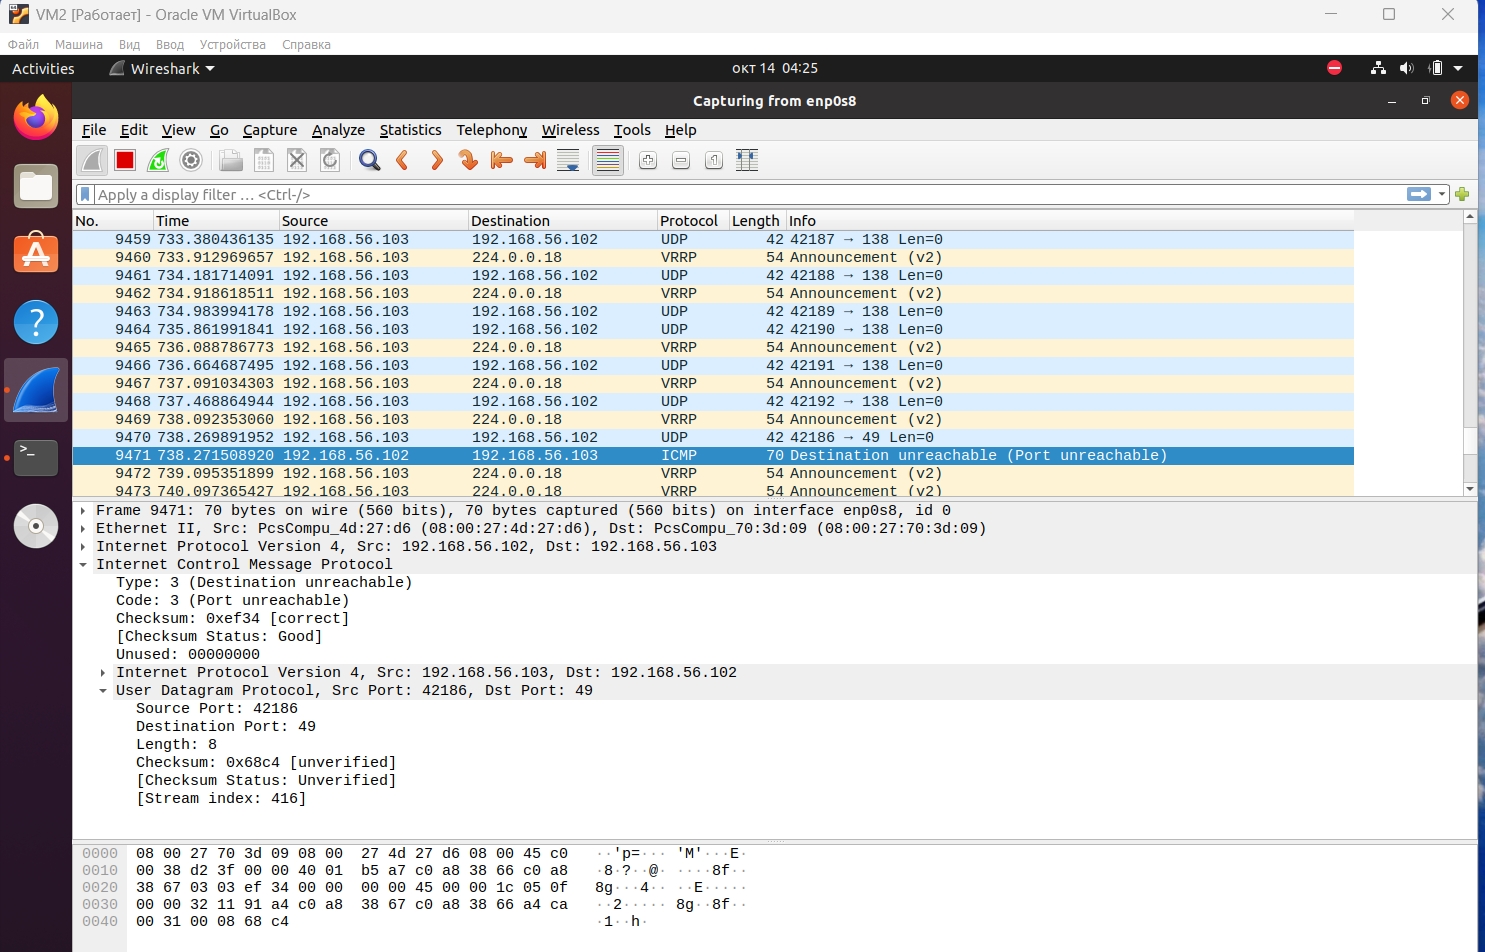 VM2 [Работает] - Oracle VM VirtualBox
Файл Машина Вид Ввод Устройства Справка
Activities Wireshark окт 14 04:25
Capturing from enp0s8
File Edit View Go Capture Analyze Statistics Telephony Wireless Tools Help
Apply a display filter … <Ctrl-/>
No. Time Source Destination Protocol Length Info
9459 733.380436135 192.168.56.103 192.168.56.102 UDP 42 42187 → 138 Len=0
9460 733.912969657 192.168.56.103 224.0.0.18 VRRP 54 Announcement (v2)
9461 734.181714091 192.168.56.103 192.168.56.102 UDP 42 42188 → 138 Len=0
9462 734.918618511 192.168.56.103 224.0.0.18 VRRP 54 Announcement (v2)
9463 734.983994178 192.168.56.103 192.168.56.102 UDP 42 42189 → 138 Len=0
9464 735.861991841 192.168.56.103 192.168.56.102 UDP 42 42190 → 138 Len=0
9465 736.088786773 192.168.56.103 224.0.0.18 VRRP 54 Announcement (v2)
9466 736.664687495 192.168.56.103 192.168.56.102 UDP 42 42191 → 138 Len=0
9467 737.091034303 192.168.56.103 224.0.0.18 VRRP 54 Announcement (v2)
9468 737.468864944 192.168.56.103 192.168.56.102 UDP 42 42192 → 138 Len=0
9469 738.092353060 192.168.56.103 224.0.0.18 VRRP 54 Announcement (v2)
9470 738.269891952 192.168.56.103 192.168.56.102 UDP 42 42186 → 49 Len=0
9471 738.271508920 192.168.56.102 192.168.56.103 ICMP 70 Destination unreachable (Port unreachable)
9472 739.095351899 192.168.56.103 224.0.0.18 VRRP 54 Announcement (v2)
9473 740.097365427 192.168.56.103 224.0.0.18 VRRP 54 Announcement (v2)
Frame 9471: 70 bytes on wire (560 bits), 70 bytes captured (560 bits) on interface enp0s8, id 0
Ethernet II, Src: PcsCompu_4d:27:d6 (08:00:27:4d:27:d6), Dst: PcsCompu_70:3d:09 (08:00:27:70:3d:09)
Internet Protocol Version 4, Src: 192.168.56.102, Dst: 192.168.56.103
Internet Control Message Protocol
Type: 3 (Destination unreachable)
Code: 3 (Port unreachable)
Checksum: 0xef34 [correct]
[Checksum Status: Good]
Unused: 00000000
Internet Protocol Version 4, Src: 192.168.56.103, Dst: 192.168.56.102
User Datagram Protocol, Src Port: 42186, Dst Port: 49
Source Port: 42186
Destination Port: 49
Length: 8
Checksum: 0x68c4 [unverified]
[Checksum Status: Unverified]
[Stream index: 416]
0000 08 00 27 70 3d 09 08 00 27 4d 27 d6 08 00 45 c0 ··'p=··· 'M'···E·
0010 00 38 d2 3f 00 00 40 01 b5 a7 c0 a8 38 66 c0 a8 ·8·?··@· ····8f··
0020 38 67 03 03 ef 34 00 00 00 00 45 00 00 1c 05 0f 8g···4·· ··E·····
0030 00 00 32 11 91 a4 c0 a8 38 67 c0 a8 38 66 a4 ca ··2····· 8g··8f··
0040 00 31 00 08 68 c4 ·1··h·